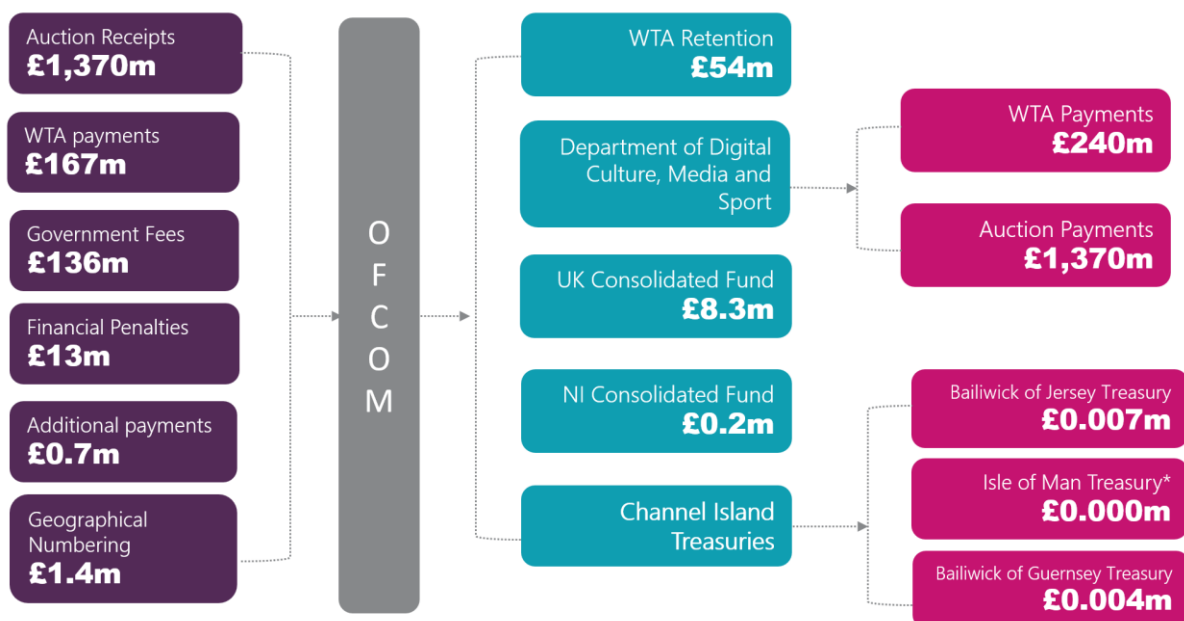 Auction Receipts
£1,370m
WTA payments
£167m
Government Fees
£136m
Financial Penalties
£13m
Additional payments
£0.7m
Geographical
Numbering
£1.4m
O
F
C
O
M
WTA Retention
£54m
Department of Digital
Culture, Media and
Sport
UK Consolidated Fund
£8.3m
NI Consolidated Fund
£0.2m
Channel Island
Treasuries
WTA Payments
£240m
Auction Payments
£1,370m
Bailiwick of Jersey Treasury
£0.007m
Isle of Man Treasury*
£0.000m
Bailiwick of Guernsey Treasury
£0.004m